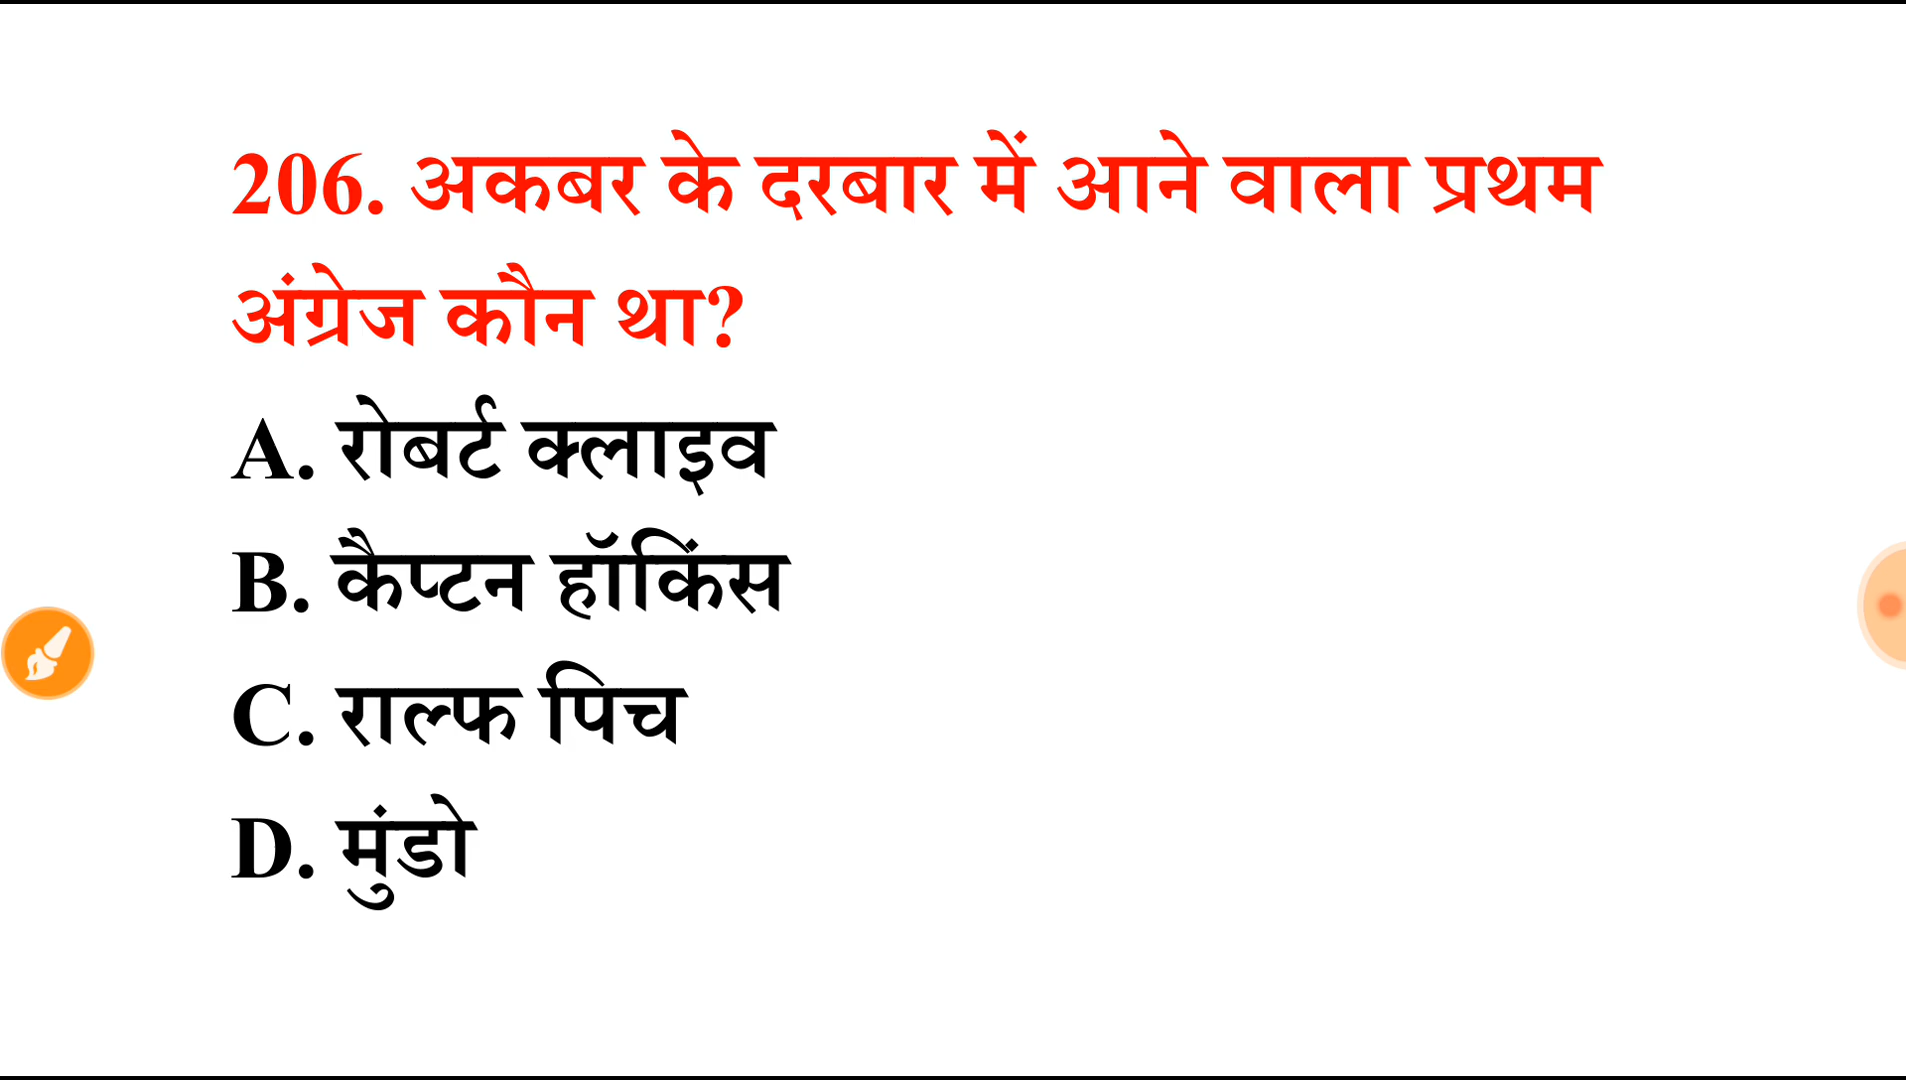 206. अकबर के दरबार में आने वाला प्रथम
अंग्रेज कौन था?
A. रोबर्ट क्लाइव
B. कैप्टन हॉकिंस
C. राल्फ पिच
D. मुंडो